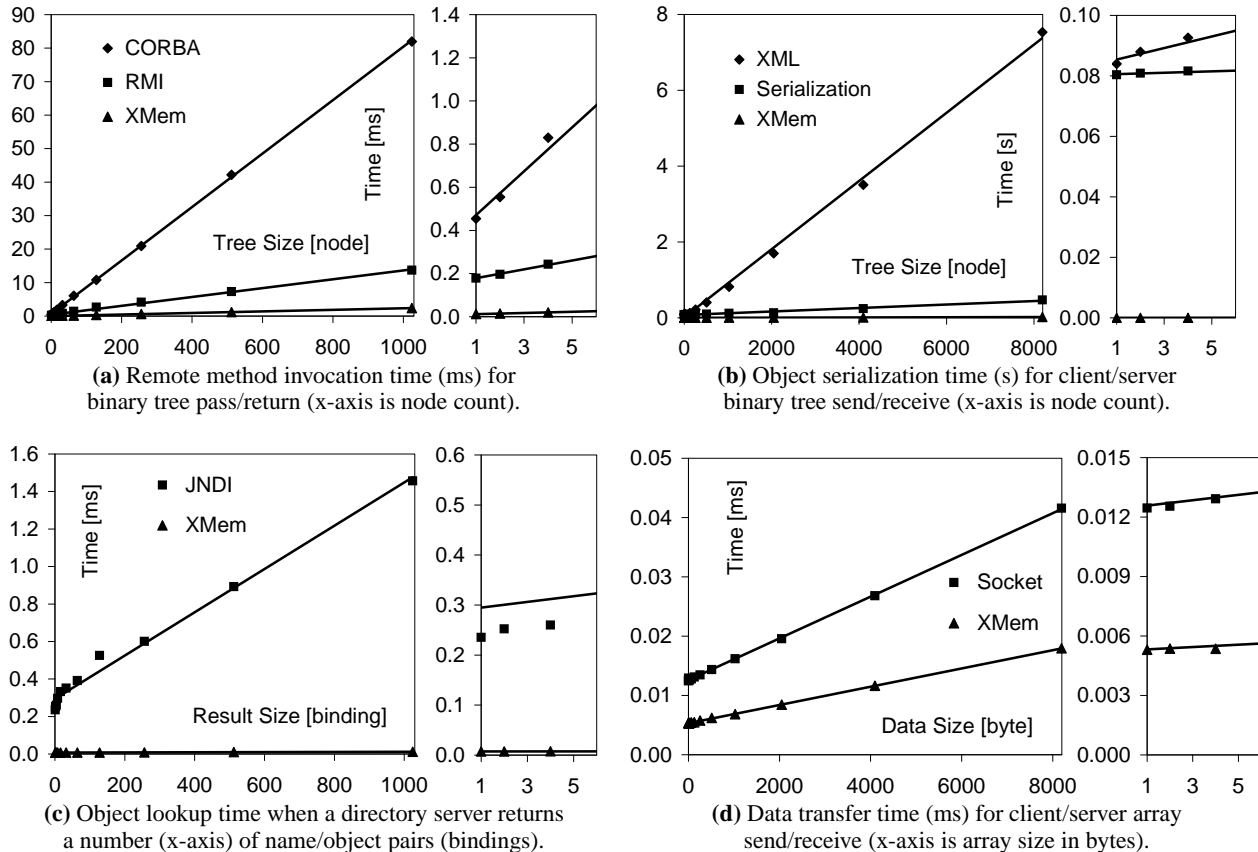 90
80
70
60
50
40
30
20
10
0
CORBA
RMI
XMem
Time [ms]
Tree Size [node]
0 200 400 600 800 1000
1.4
1.2
1.0
0.8
0.6
0.4
0.2
0.0
1 3 5
(a) Remote method invocation time (ms) for
binary tree pass/return (x-axis is node count).
8
6
4
2
0
XML
Serialization
XMem
Time [s]
Tree Size [node]
0 2000 4000 6000 8000
0.10
0.08
0.06
0.04
0.02
0.00
1 3 5
(b) Object serialization time (s) for client/server
binary tree send/receive (x-axis is node count).
1.6
1.4
1.2
1.0
0.8
0.6
0.4
0.2
0.0
Time [ms]
JNDI
XMem
Result Size [binding]
0 200 400 600 800 1000
0.6
0.5
0.4
0.3
0.2
0.1
0.0
1 3 5
(c) Object lookup time when a directory server returns
a number (x-axis) of name/object pairs (bindings).
0.05
0.04
0.03
0.02
0.01
0.00
Time [ms]
Socket
XMem
Data Size [byte]
0 2000 4000 6000 8000
0.015
0.012
0.009
0.006
0.003
0.000
1 3 5
(d) Data transfer time (ms) for client/server array
send/receive (x-axis is array size in bytes).